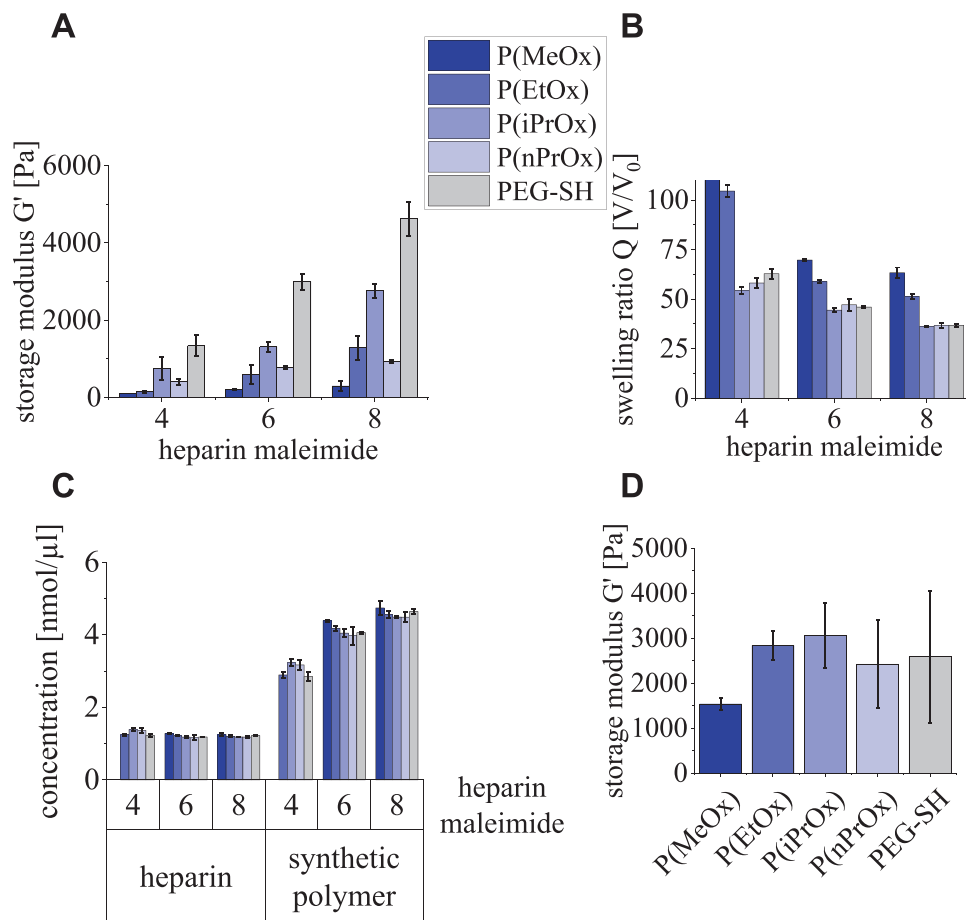 A
P(MeOx)
P(EtOx)
P(iPrOx)
P(nPrOx)
PEG-SH
storage modulus G' [Pa]
6000
4000
2000
0
4 6 8
heparin maleimide
B
swelling ratio Q [V/V₀]
100
75
50
25
0
4 6 8
heparin maleimide
C
concentration [nmol/µl]
6
4
2
0
4 6 8 4 6 8
heparin
maleimide
heparin
synthetic
polymer
D
storage modulus G' [Pa]
5000
4000
3000
2000
1000
0
P(MeOx)
P(EtOx)
P(iPrOx)
P(nPrOx)
PEG-SH